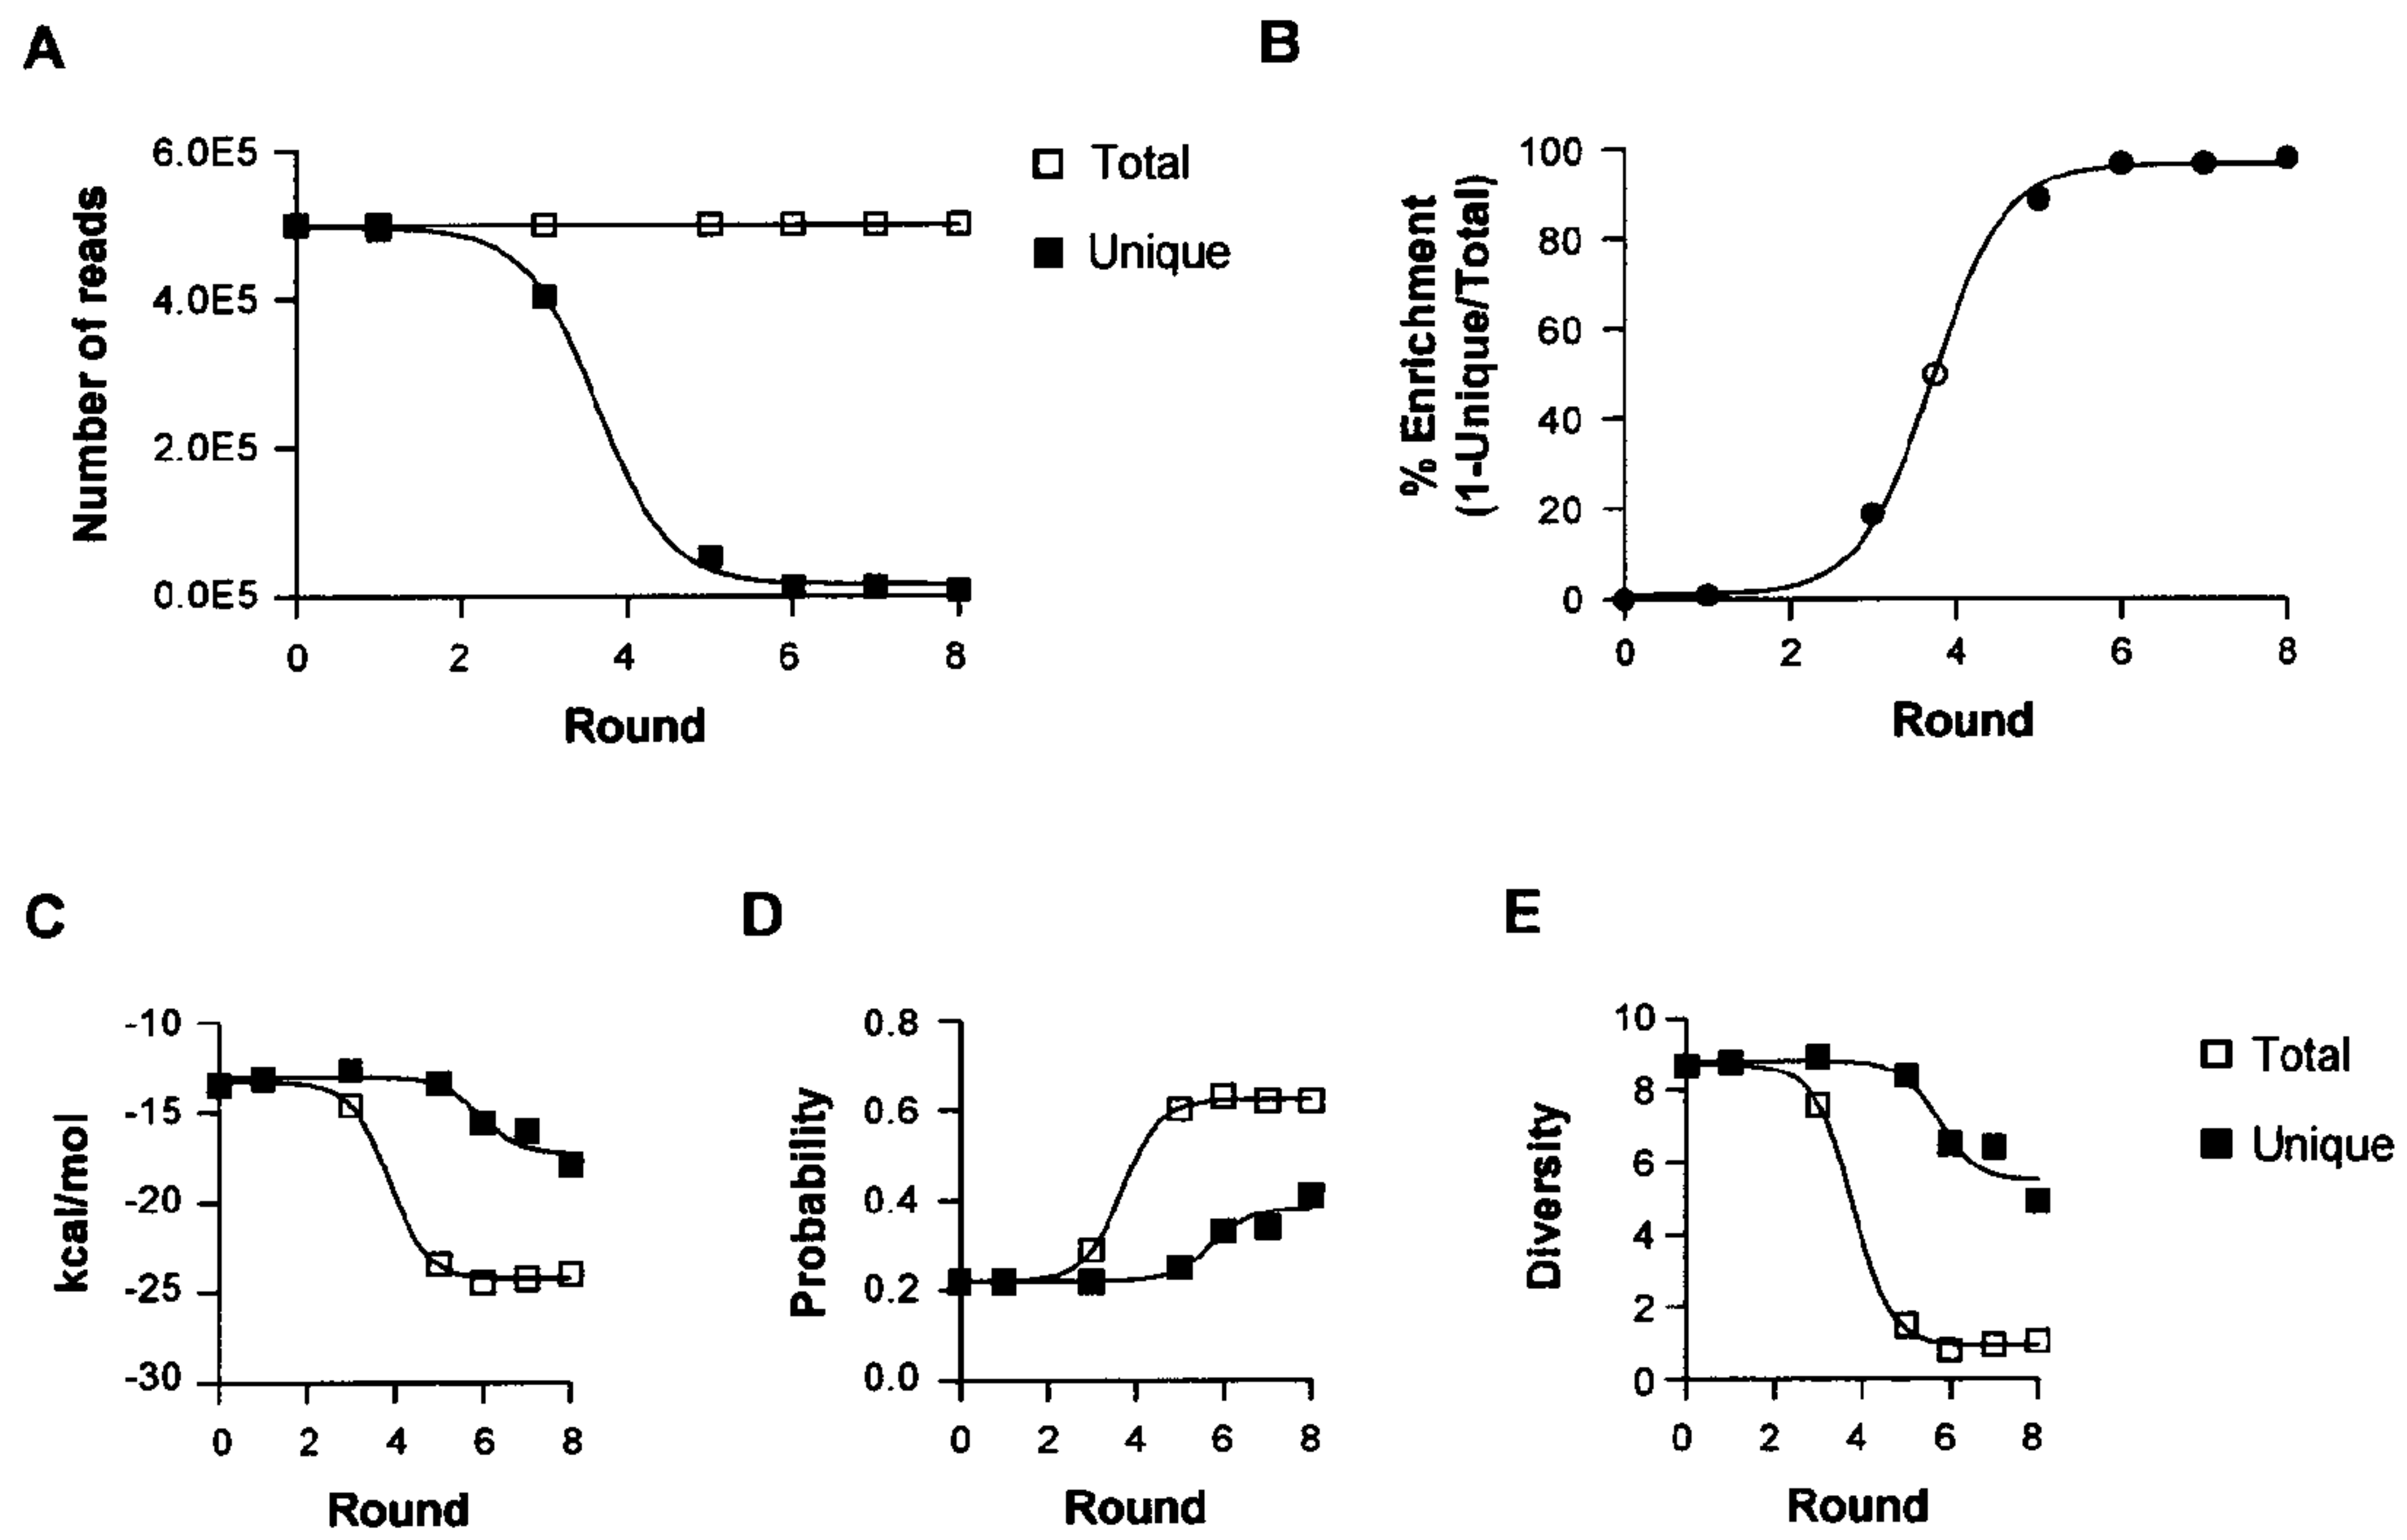 A
6.0E5
4.0E5
2.0E5
0.0E5
Number of reads
0 2 4 6 8
Round
Total
Unique
B
100
80
60
40
20
0
% Enrichment
(1-Unique/Total)
0 2 4 6 8
Round
C
-10
-15
-20
-25
-30
kcal/mol
0 2 4 6 8
Round
D
0.8
0.6
0.4
0.2
0.0
Probability
0 2 4 6 8
Round
E
10
8
6
4
2
0
Diversity
0 2 4 6 8
Round
Total
Unique